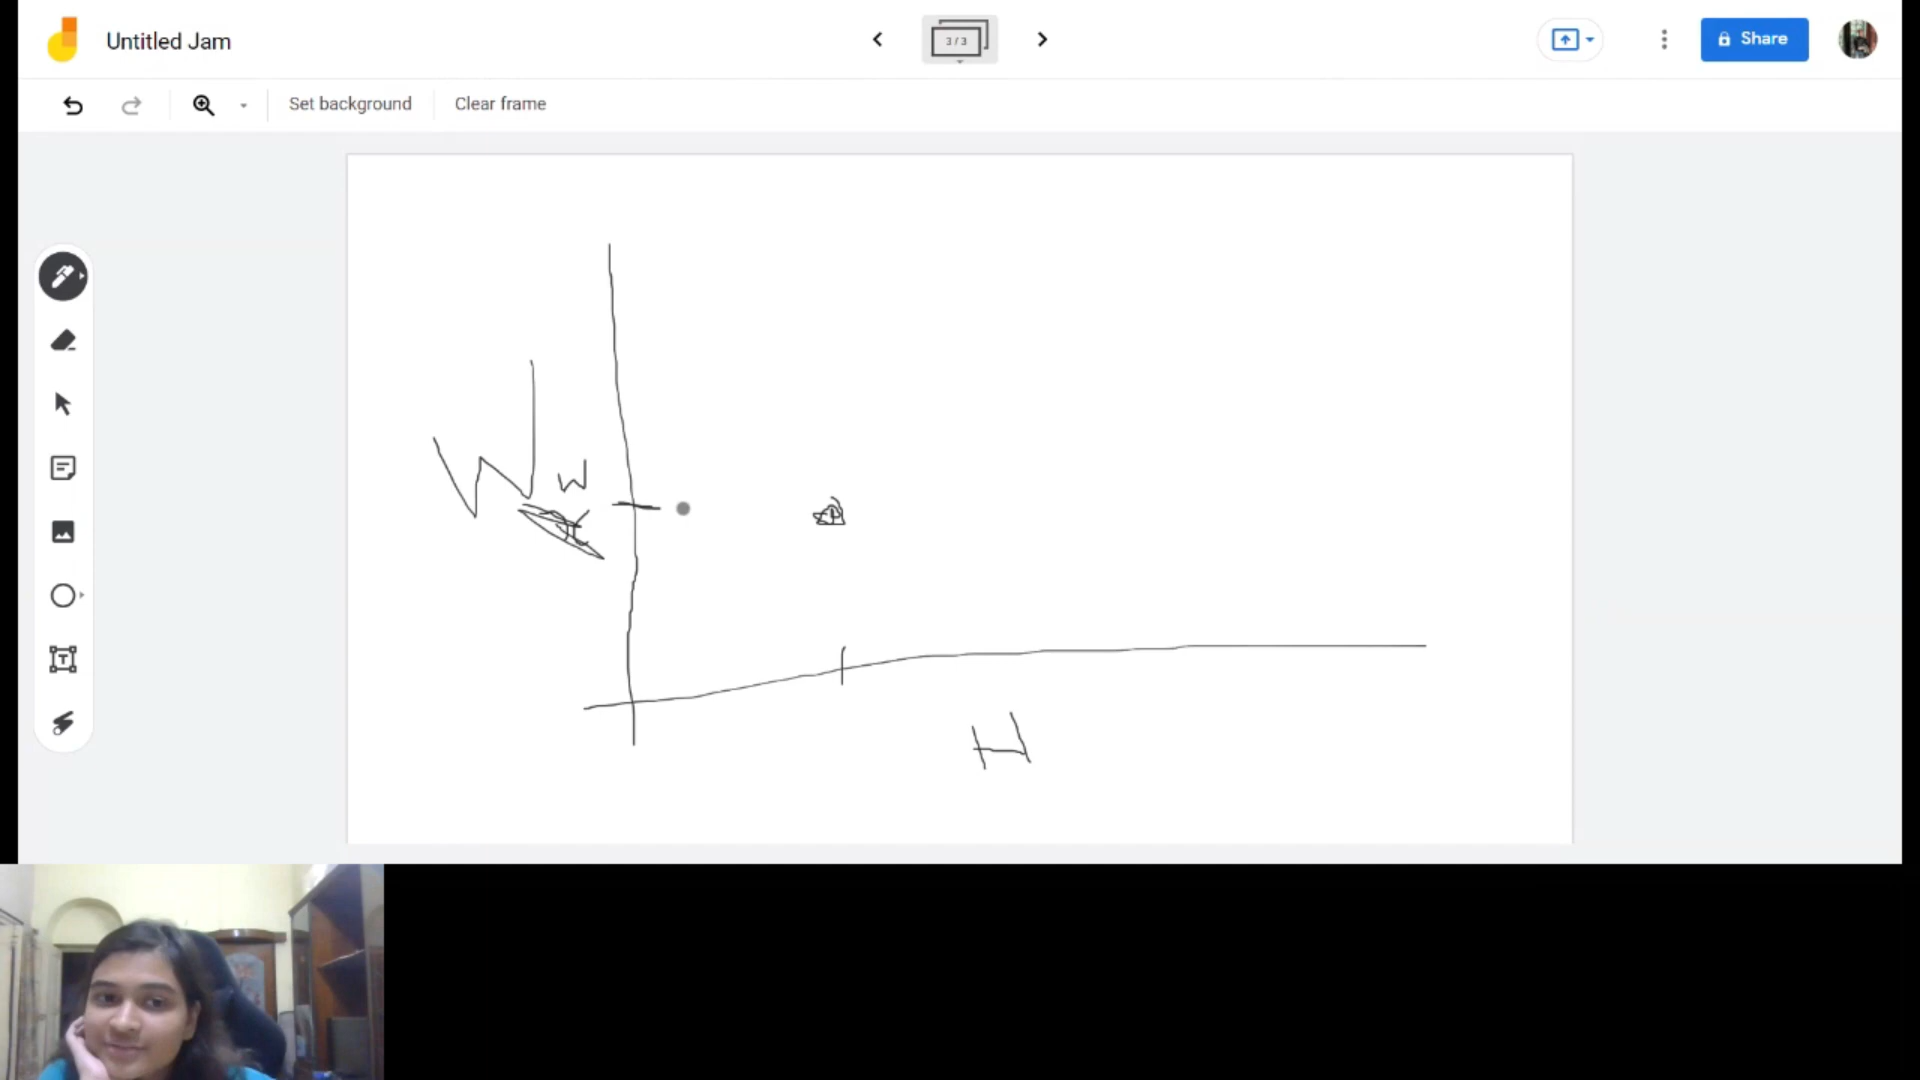 Untitled Jam
3 / 3
Share
Set background
Clear frame
W
W
H